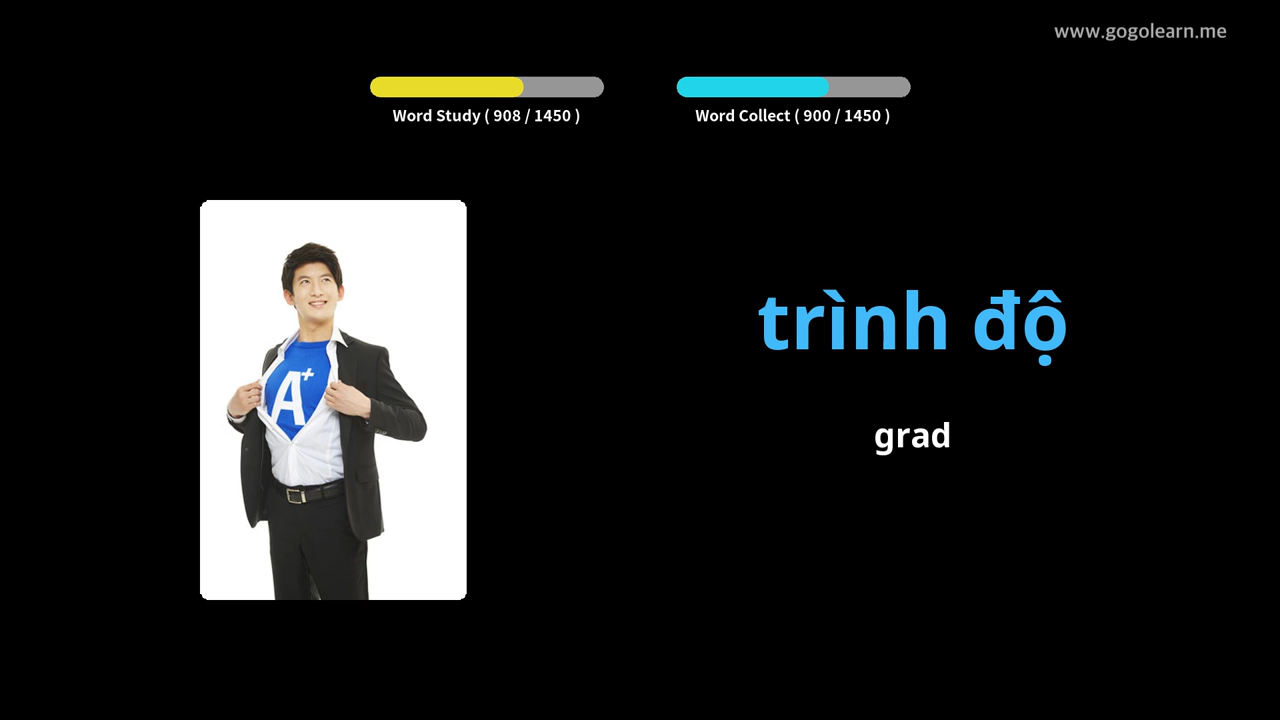 www.gogolearn.me
Word Study ( 908 / 1450 )
Word Collect ( 900 / 1450 )
A+
trình độ
grad